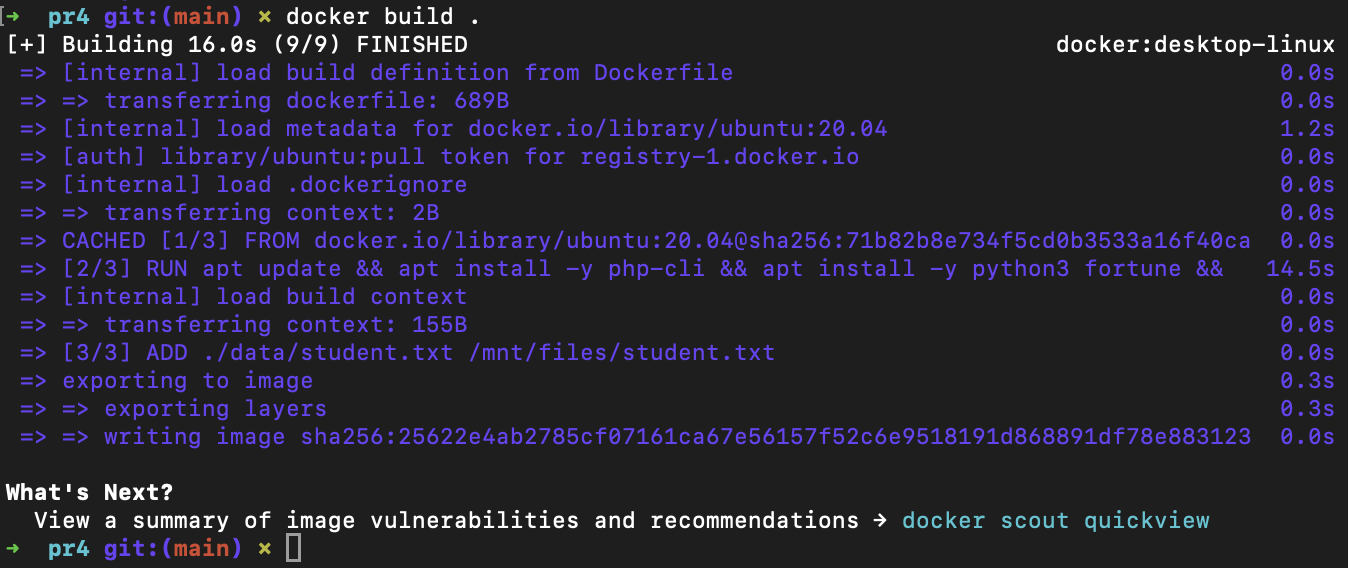 → pr4 git:(main) × docker build .
[+] Building 16.0s (9/9) FINISHED docker:desktop-linux
=> [internal] load build definition from Dockerfile 0.0s
=> => transferring dockerfile: 689B 0.0s
=> [internal] load metadata for docker.io/library/ubuntu:20.04 1.2s
=> [auth] library/ubuntu:pull token for registry-1.docker.io 0.0s
=> [internal] load .dockerignore 0.0s
=> => transferring context: 2B 0.0s
=> CACHED [1/3] FROM docker.io/library/ubuntu:20.04@sha256:71b82b8e734f5cd0b3533a16f40ca 0.0s
=> [2/3] RUN apt update && apt install -y php-cli && apt install -y python3 fortune && 14.5s
=> [internal] load build context 0.0s
=> => transferring context: 155B 0.0s
=> [3/3] ADD ./data/student.txt /mnt/files/student.txt 0.0s
=> exporting to image 0.3s
=> => exporting layers 0.3s
=> => writing image sha256:25622e4ab2785cf07161ca67e56157f52c6e9518191d868891df78e883123 0.0s
What's Next?
View a summary of image vulnerabilities and recommendations → docker scout quickview
→ pr4 git:(main) ×